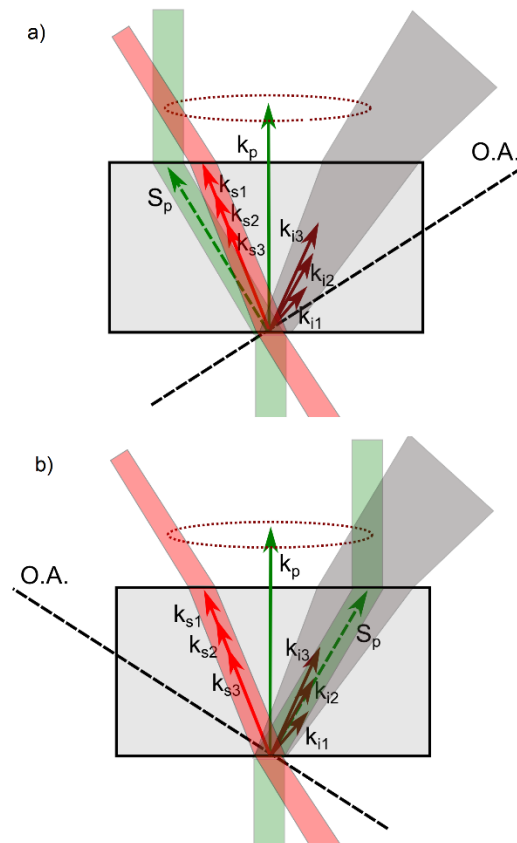 a)
O.A.
k_p
S_p
k_s1
k_s2
k_s3
k_i3
k_i2
k_i1
b)
O.A.
k_p
S_p
k_s1
k_s2
k_s3
k_i3
k_i2
k_i1